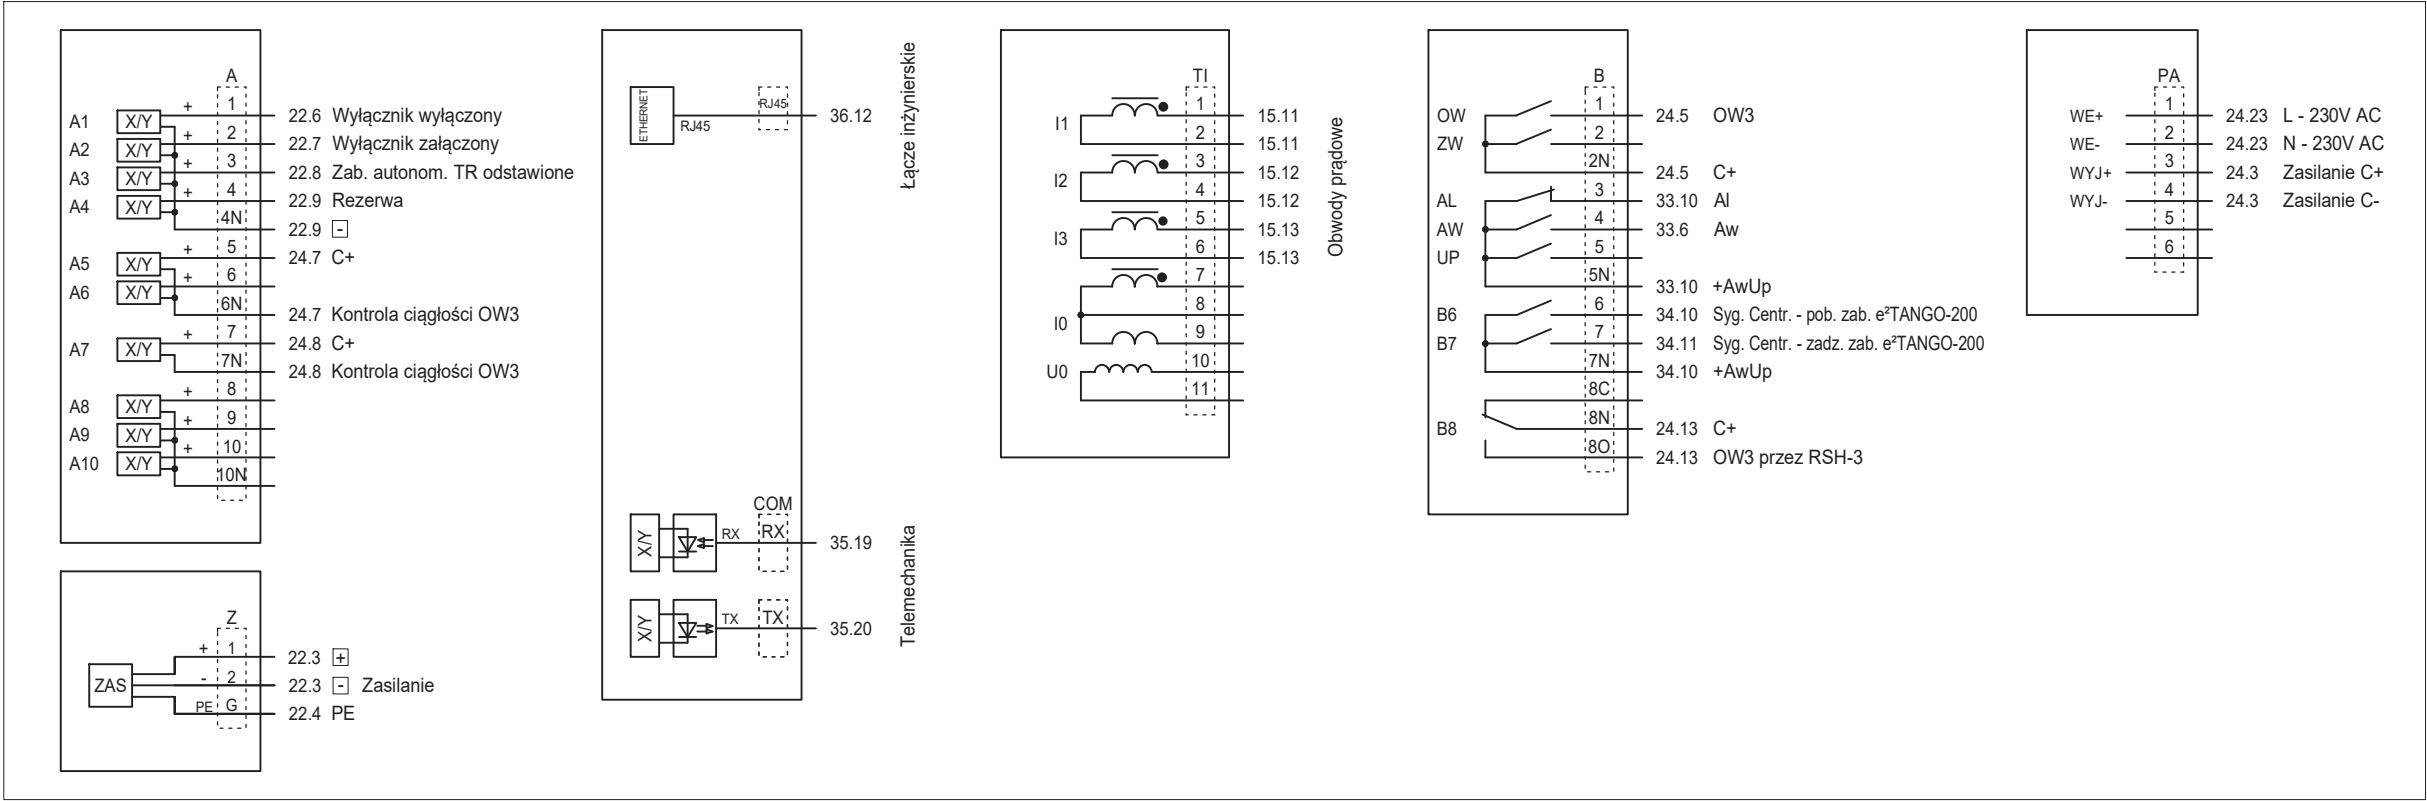 A
A1 X/Y + 1 22.6 Wyłącznik wyłączony
A2 X/Y + 2 22.7 Wyłącznik załączony
A3 X/Y + 3 22.8 Zab. autonom. TR odstawione
A4 X/Y + 4 22.9 Rezerwa
4N 22.9 -
A5 X/Y + 5 24.7 C+
A6 X/Y + 6
6N 24.7 Kontrola ciągłości OW3
A7 X/Y + 7 24.8 C+
7N 24.8 Kontrola ciągłości OW3
A8 X/Y + 8
A9 X/Y + 9
A10 X/Y + 10
10N
Z
ZAS
+ 1 22.3 +
- 2 22.3 - Zasilanie
PE G 22.4 PE
ETHERNET RJ45 RJ45 36.12
Łącze inżynierskie
COM
X/Y RX RX 35.19
X/Y TX TX 35.20
Telemechanika
TI
I1 1 15.11
2 15.11
I2 3 15.12
4 15.12
I3 5 15.13
6 15.13
7
8
I0 9
U0 10
11
Obwody prądowe
B
OW 1 24.5 OW3
ZW 2
2N 24.5 C+
AL 3 33.10 Al
AW 4 33.6 Aw
UP 5
5N 33.10 +AwUp
B6 6 34.10 Syg. Centr. - pob. zab. e²TANGO-200
B7 7 34.11 Syg. Centr. - zadz. zab. e²TANGO-200
7N 34.10 +AwUp
8C
B8 8N 24.13 C+
8O 24.13 OW3 przez RSH-3
PA
WE+ 1 24.23 L - 230V AC
WE- 2 24.23 N - 230V AC
WYJ+ 3 24.3 Zasilanie C+
WYJ- 4 24.3 Zasilanie C-
5
6